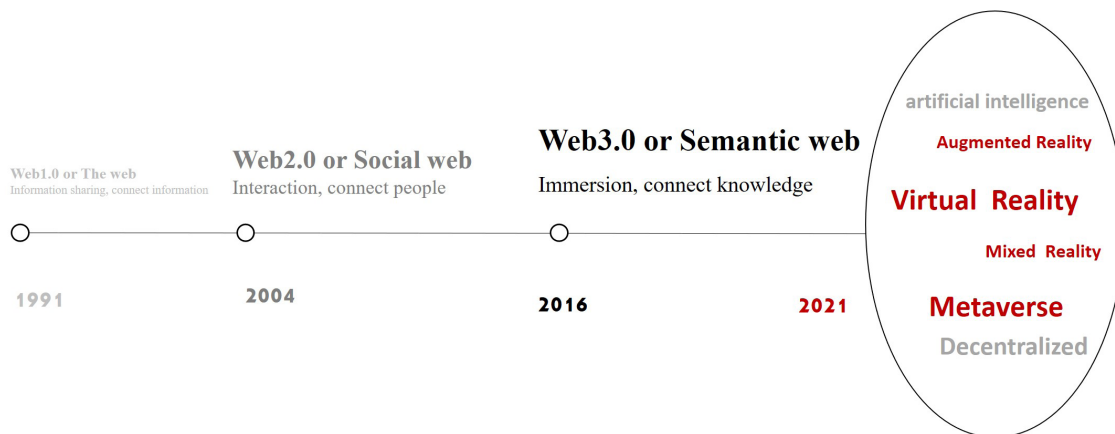 Web1.0 or The web
Information sharing, connect information
Web2.0 or Social web
Interaction, connect people
Web3.0 or Semantic web
Immersion, connect knowledge
1991
2004
2016
2021
artificial intelligence
Augmented Reality
Virtual Reality
Mixed Reality
Metaverse
Decentralized